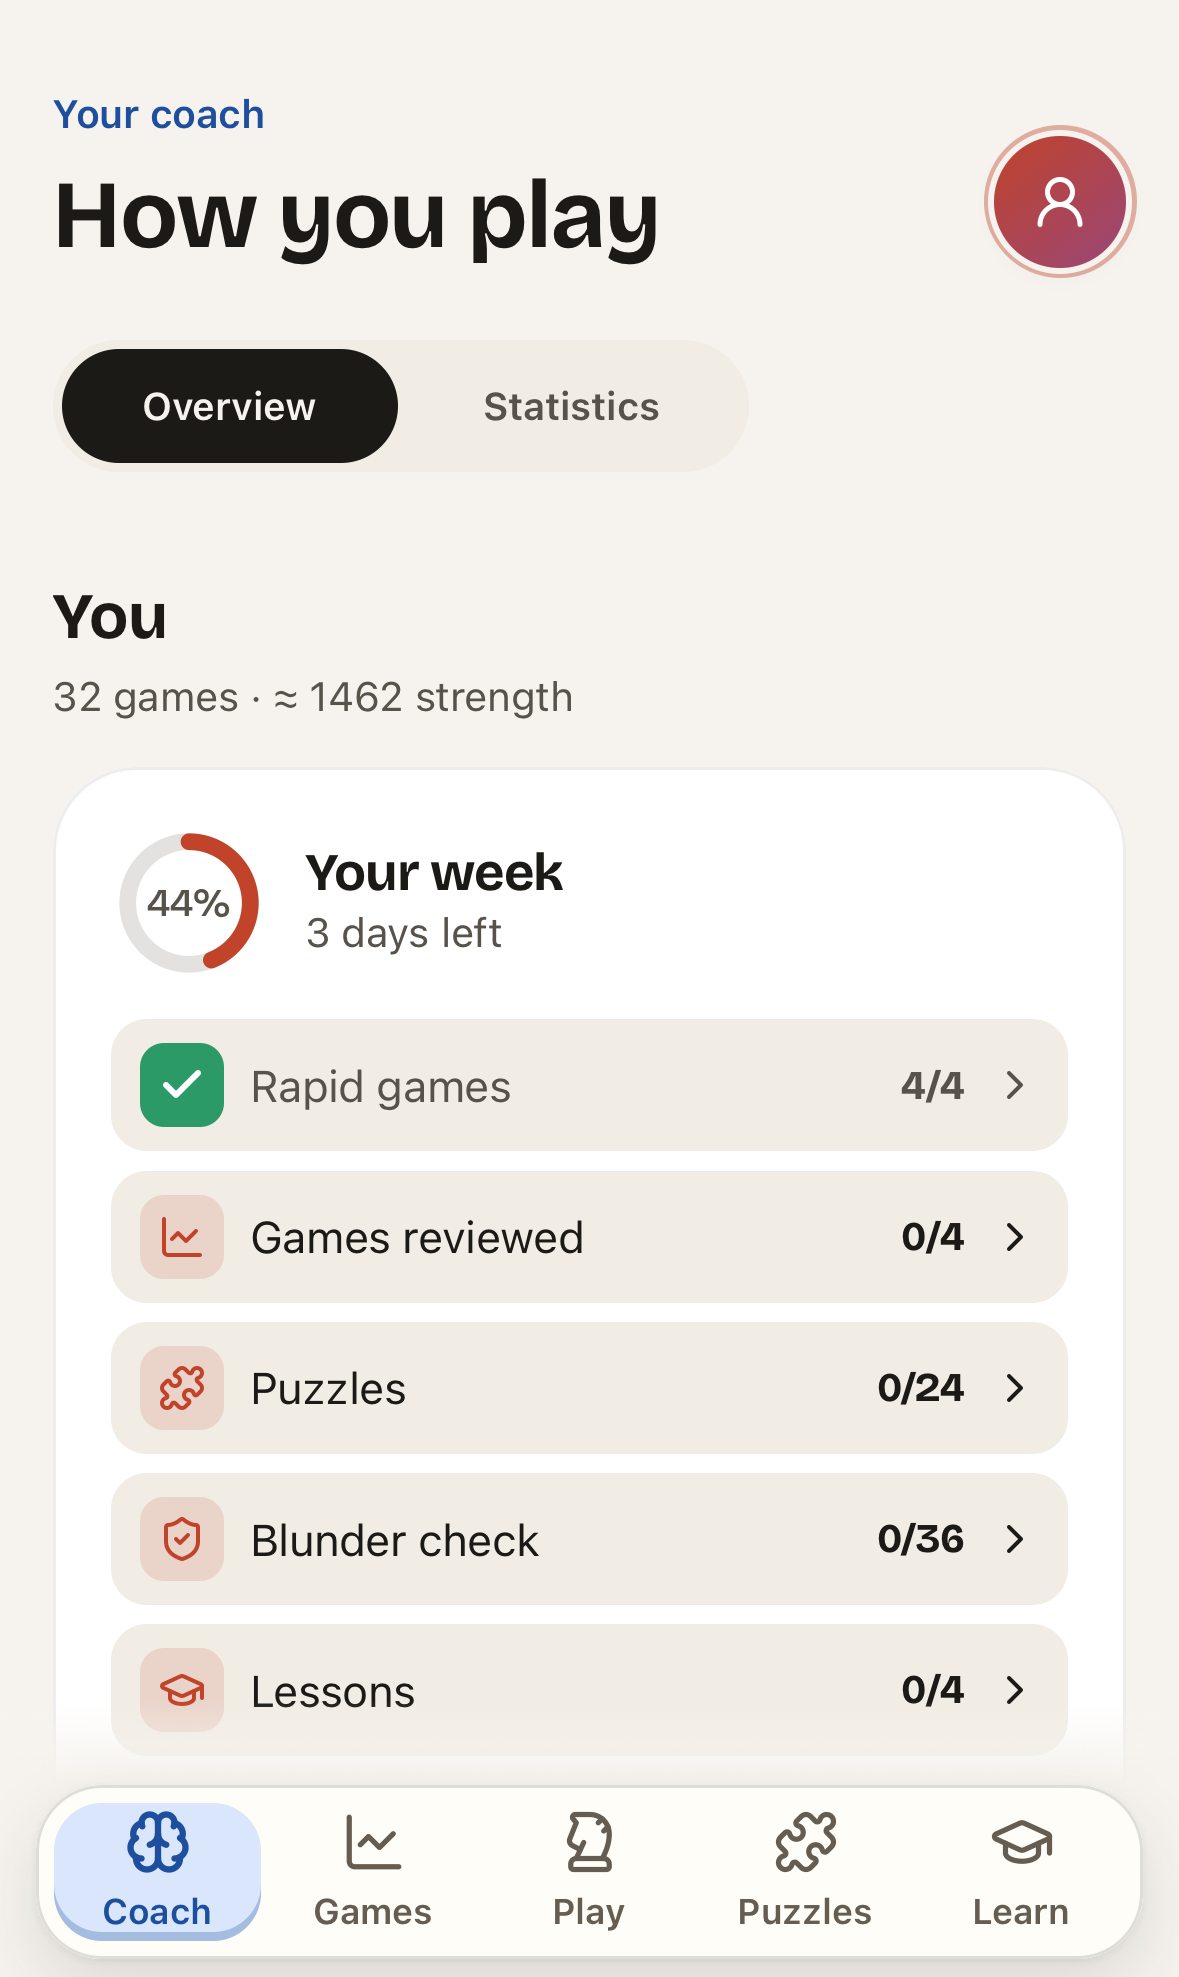 Your coach
How you play
Overview
Statistics
You
32 games · ≈ 1462 strength
44%
Your week
3 days left
Rapid games
4/4
Games reviewed
0/4
Puzzles
0/24
Blunder check
0/36
Lessons
0/4
Coach
Games
Play
Puzzles
Learn